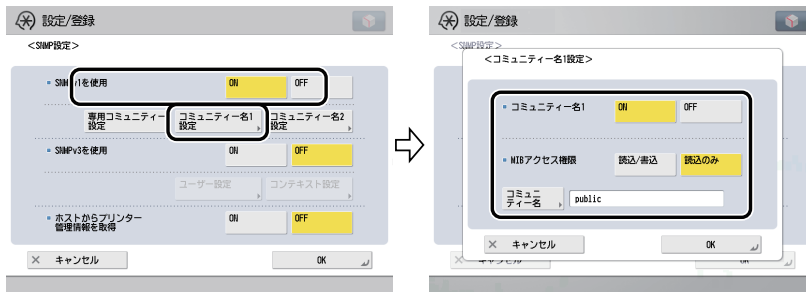 設定/登録
<SNMP設定>
SNMPv1を使用
ON
OFF
専用コミュニティー
設定
コミュニティー名1
設定
コミュニティー名2
設定
SNMPv3を使用
ON
OFF
ユーザー設定
コンテキスト設定
ホストからプリンター
管理情報を取得
ON
OFF
キャンセル
OK
設定/登録
<SNMP設定>
<コミュニティー名1設定>
コミュニティー名1
ON
OFF
MIBアクセス権限
読込/書込
読込のみ
コミュニ
ティー名
public
キャンセル
OK
キャンセル
OK